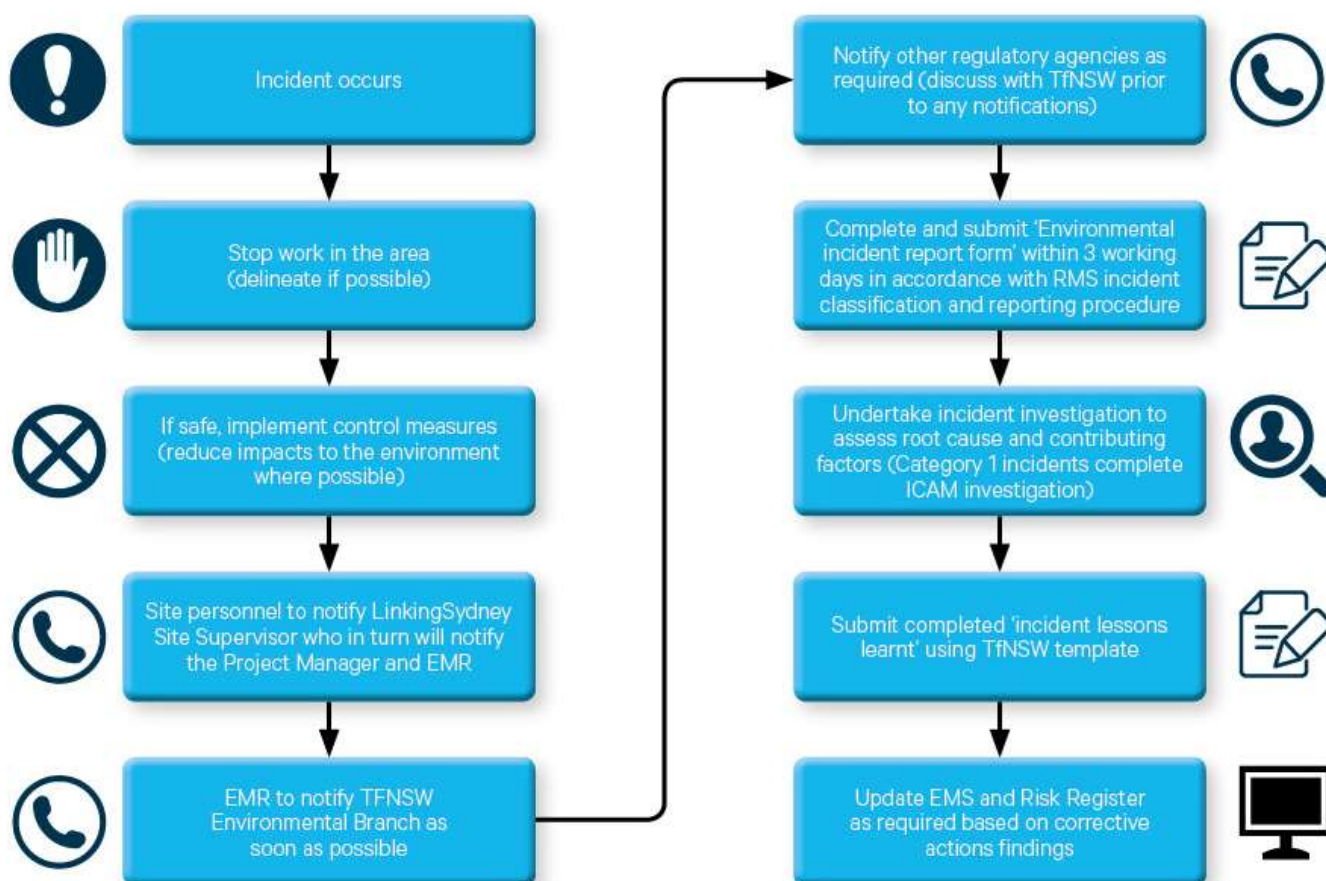 Incident occurs
Stop work in the area
(delineate if possible)
If safe, implement control measures
(reduce impacts to the environment
where possible)
Site personnel to notify LinkingSydney
Site Supervisor who in turn will notify
the Project Manager and EMR
EMR to notify TFNSW
Environmental Branch as
soon as possible
Notify other regulatory agencies as
required (discuss with TfNSW prior
to any notifications)
Complete and submit ‘Environmental
incident report form’ within 3 working
days in accordance with RMS incident
classification and reporting procedure
Undertake incident investigation to
assess root cause and contributing
factors (Category 1 incidents complete
ICAM investigation)
Submit completed ‘incident lessons
learnt’ using TfNSW template
Update EMS and Risk Register
as required based on corrective
actions findings